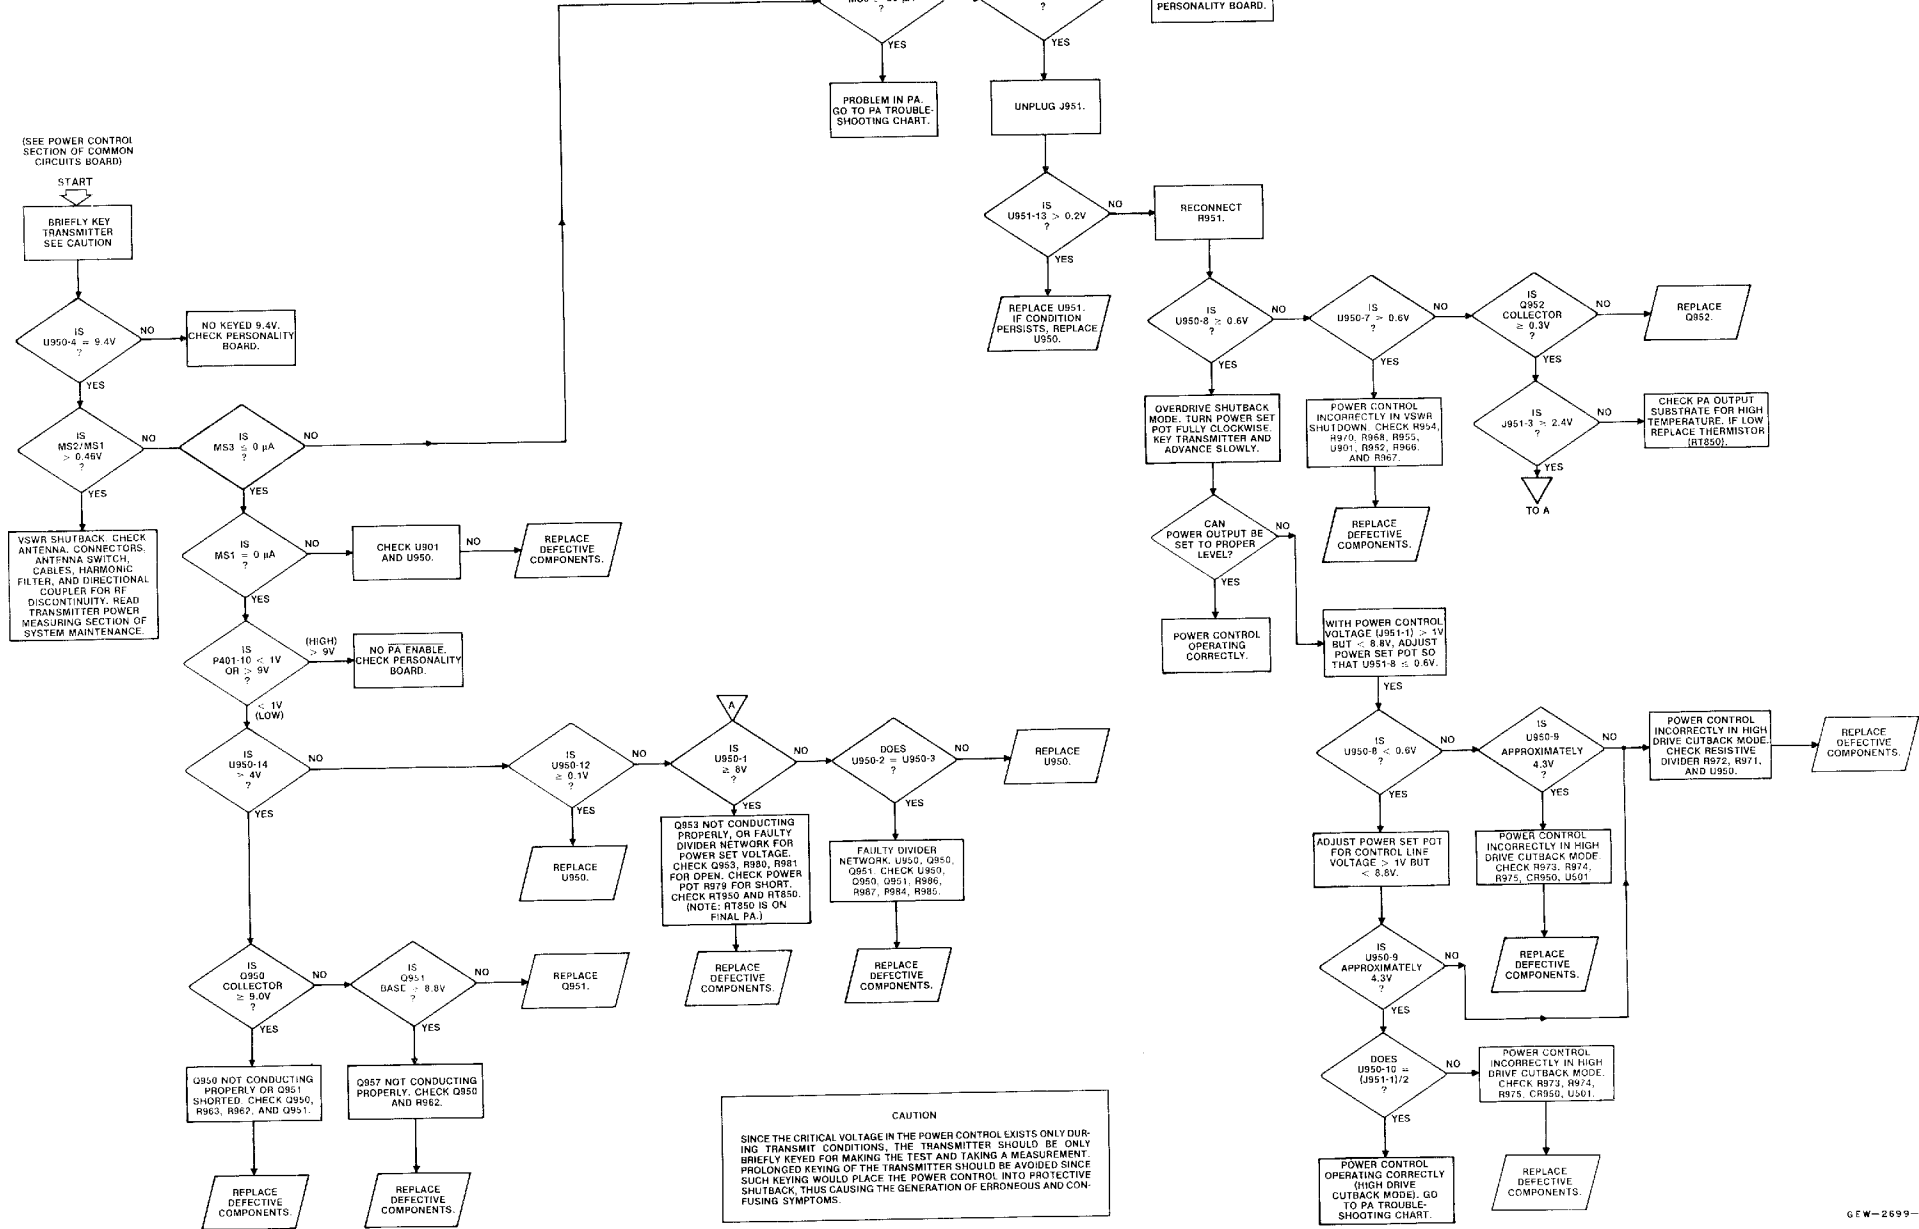 MS3 ≥ 20 μA
?
YES
?
YES
PERSONALITY BOARD.
PROBLEM IN PA.
GO TO PA TROUBLE-
SHOOTING CHART.
UNPLUG J951.
(SEE POWER CONTROL
SECTION OF COMMON
CIRCUITS BOARD)
START
BRIEFLY KEY
TRANSMITTER
SEE CAUTION
IS
U951-13 > 0.2V
?
NO
YES
RECONNECT
R951.
REPLACE U951.
IF CONDITION
PERSISTS, REPLACE
U950.
IS
U950-4 = 9.4V
?
NO
YES
NO KEYED 9.4V.
CHECK PERSONALITY
BOARD.
IS
U950-8 ≥ 0.6V
?
NO
YES
IS
U950-7 > 0.6V
?
NO
YES
IS
Q952
COLLECTOR
≥ 0.3V
?
NO
YES
REPLACE
Q952.
IS
MS2/MS1
> 0.46V
?
NO
YES
IS
MS3 ≤ 0 μA
?
NO
YES
OVERDRIVE SHUTBACK
MODE. TURN POWER SET
POT FULLY CLOCKWISE.
KEY TRANSMITTER AND
ADVANCE SLOWLY.
POWER CONTROL
INCORRECTLY IN VSWR
SHUTDOWN. CHECK R954,
R970, R968, R955,
U901, R952, R966,
AND R967.
IS
J951-3 ≥ 2.4V
?
NO
YES
TO A
CHECK PA OUTPUT
SUBSTRATE FOR HIGH
TEMPERATURE. IF LOW
REPLACE THERMISTOR
(RT850).
VSWR SHUTBACK. CHECK
ANTENNA, CONNECTORS,
ANTENNA SWITCH,
CABLES, HARMONIC
FILTER, AND DIRECTIONAL
COUPLER FOR RF
DISCONTINUITY. READ
TRANSMITTER POWER
MEASURING SECTION OF
SYSTEM MAINTENANCE.
IS
MS1 = 0 μA
?
NO
YES
CHECK U901
AND U950.
NO
REPLACE
DEFECTIVE
COMPONENTS.
CAN
POWER OUTPUT BE
SET TO PROPER
LEVEL?
NO
YES
REPLACE
DEFECTIVE
COMPONENTS.
IS
P401-10 < 1V
OR > 9V
?
(HIGH)
> 9V
< 1V
(LOW)
NO PA ENABLE.
CHECK PERSONALITY
BOARD.
POWER CONTROL
OPERATING
CORRECTLY.
WITH POWER CONTROL
VOLTAGE (J951-1) > 1V
BUT < 8.8V, ADJUST
POWER SET POT SO
THAT U951-8 ≤ 0.6V.
YES
IS
U950-14
> 4V
?
NO
YES
IS
U950-12
≥ 0.1V
?
NO
YES
A
IS
U950-1
≥ 8V
?
NO
YES
DOES
U950-2 = U950-3
?
NO
YES
REPLACE
U950.
IS
U950-8 < 0.6V
?
NO
YES
IS
U950-9
APPROXIMATELY
4.3V
?
NO
YES
POWER CONTROL
INCORRECTLY IN HIGH
DRIVE CUTBACK MODE.
CHECK RESISTIVE
DIVIDER R972, R971,
AND U950.
REPLACE
DEFECTIVE
COMPONENTS.
REPLACE
U950.
Q953 NOT CONDUCTING
PROPERLY, OR FAULTY
DIVIDER NETWORK FOR
POWER SET VOLTAGE.
CHECK Q953, R980, R981
FOR OPEN. CHECK POWER
POT R979 FOR SHORT.
CHECK RT950 AND RT850.
(NOTE: RT850 IS ON
FINAL PA.)
FAULTY DIVIDER
NETWORK. U950, Q950,
Q951. CHECK U950,
Q950, Q951, R986,
R987, R984, R985.
ADJUST POWER SET POT
FOR CONTROL LINE
VOLTAGE > 1V BUT
< 8.8V.
POWER CONTROL
INCORRECTLY IN HIGH
DRIVE CUTBACK MODE.
CHECK R973, R974,
R975, CR950, U501
REPLACE
DEFECTIVE
COMPONENTS.
REPLACE
DEFECTIVE
COMPONENTS.
REPLACE
DEFECTIVE
COMPONENTS.
IS
Q950
COLLECTOR
≥ 9.0V
?
NO
YES
IS
Q951
BASE ÷ 8.8V
?
NO
YES
REPLACE
Q951.
IS
U950-9
APPROXIMATELY
4.3V
?
NO
YES
Q950 NOT CONDUCTING
PROPERLY OR Q951
SHORTED. CHECK Q950,
R963, R962, AND Q951.
Q957 NOT CONDUCTING
PROPERLY. CHECK Q950
AND R962.
DOES
U950-10 =
(J951-1)/2
?
NO
YES
POWER CONTROL
INCORRECTLY IN HIGH
DRIVE CUTBACK MODE.
CHECK R973, R974,
R975, CR950, U501.
REPLACE
DEFECTIVE
COMPONENTS.
REPLACE
DEFECTIVE
COMPONENTS.
CAUTION
SINCE THE CRITICAL VOLTAGE IN THE POWER CONTROL EXISTS ONLY DUR-
ING TRANSMIT CONDITIONS, THE TRANSMITTER SHOULD BE ONLY
BRIEFLY KEYED FOR MAKING THE TEST AND TAKING A MEASUREMENT.
PROLONGED KEYING OF THE TRANSMITTER SHOULD BE AVOIDED SINCE
SUCH KEYING WOULD PLACE THE POWER CONTROL INTO PROTECTIVE
SHUTBACK, THUS CAUSING THE GENERATION OF ERRONEOUS AND CON-
FUSING SYMPTOMS.
POWER CONTROL
OPERATING CORRECTLY
(HIGH DRIVE
CUTBACK MODE). GO
TO PA TROUBLE-
SHOOTING CHART.
REPLACE
DEFECTIVE
COMPONENTS.
GEW-2699-